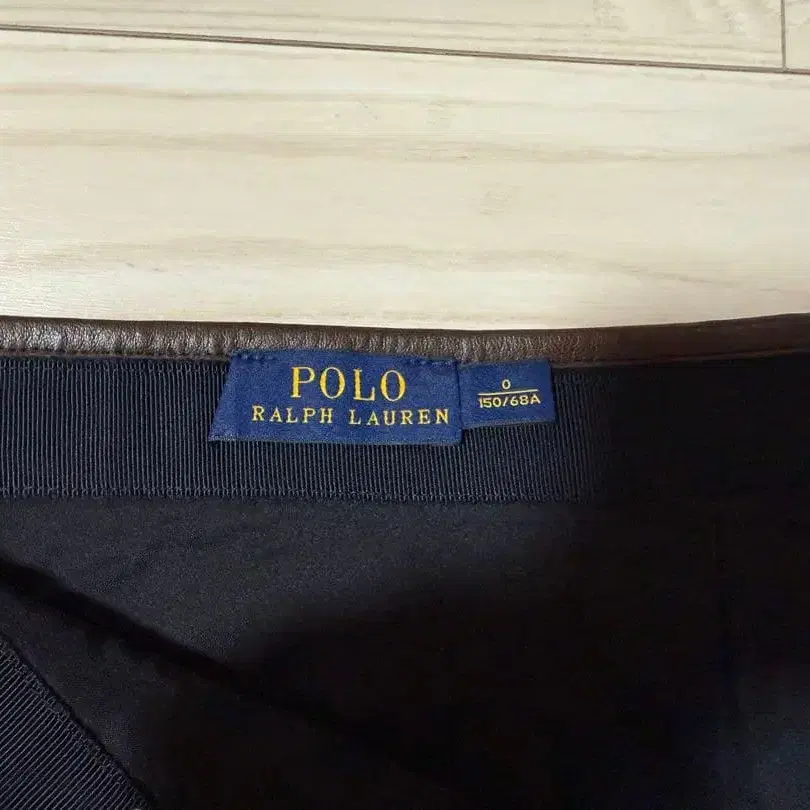 POLO
RALPH LAUREN
0
150/68A